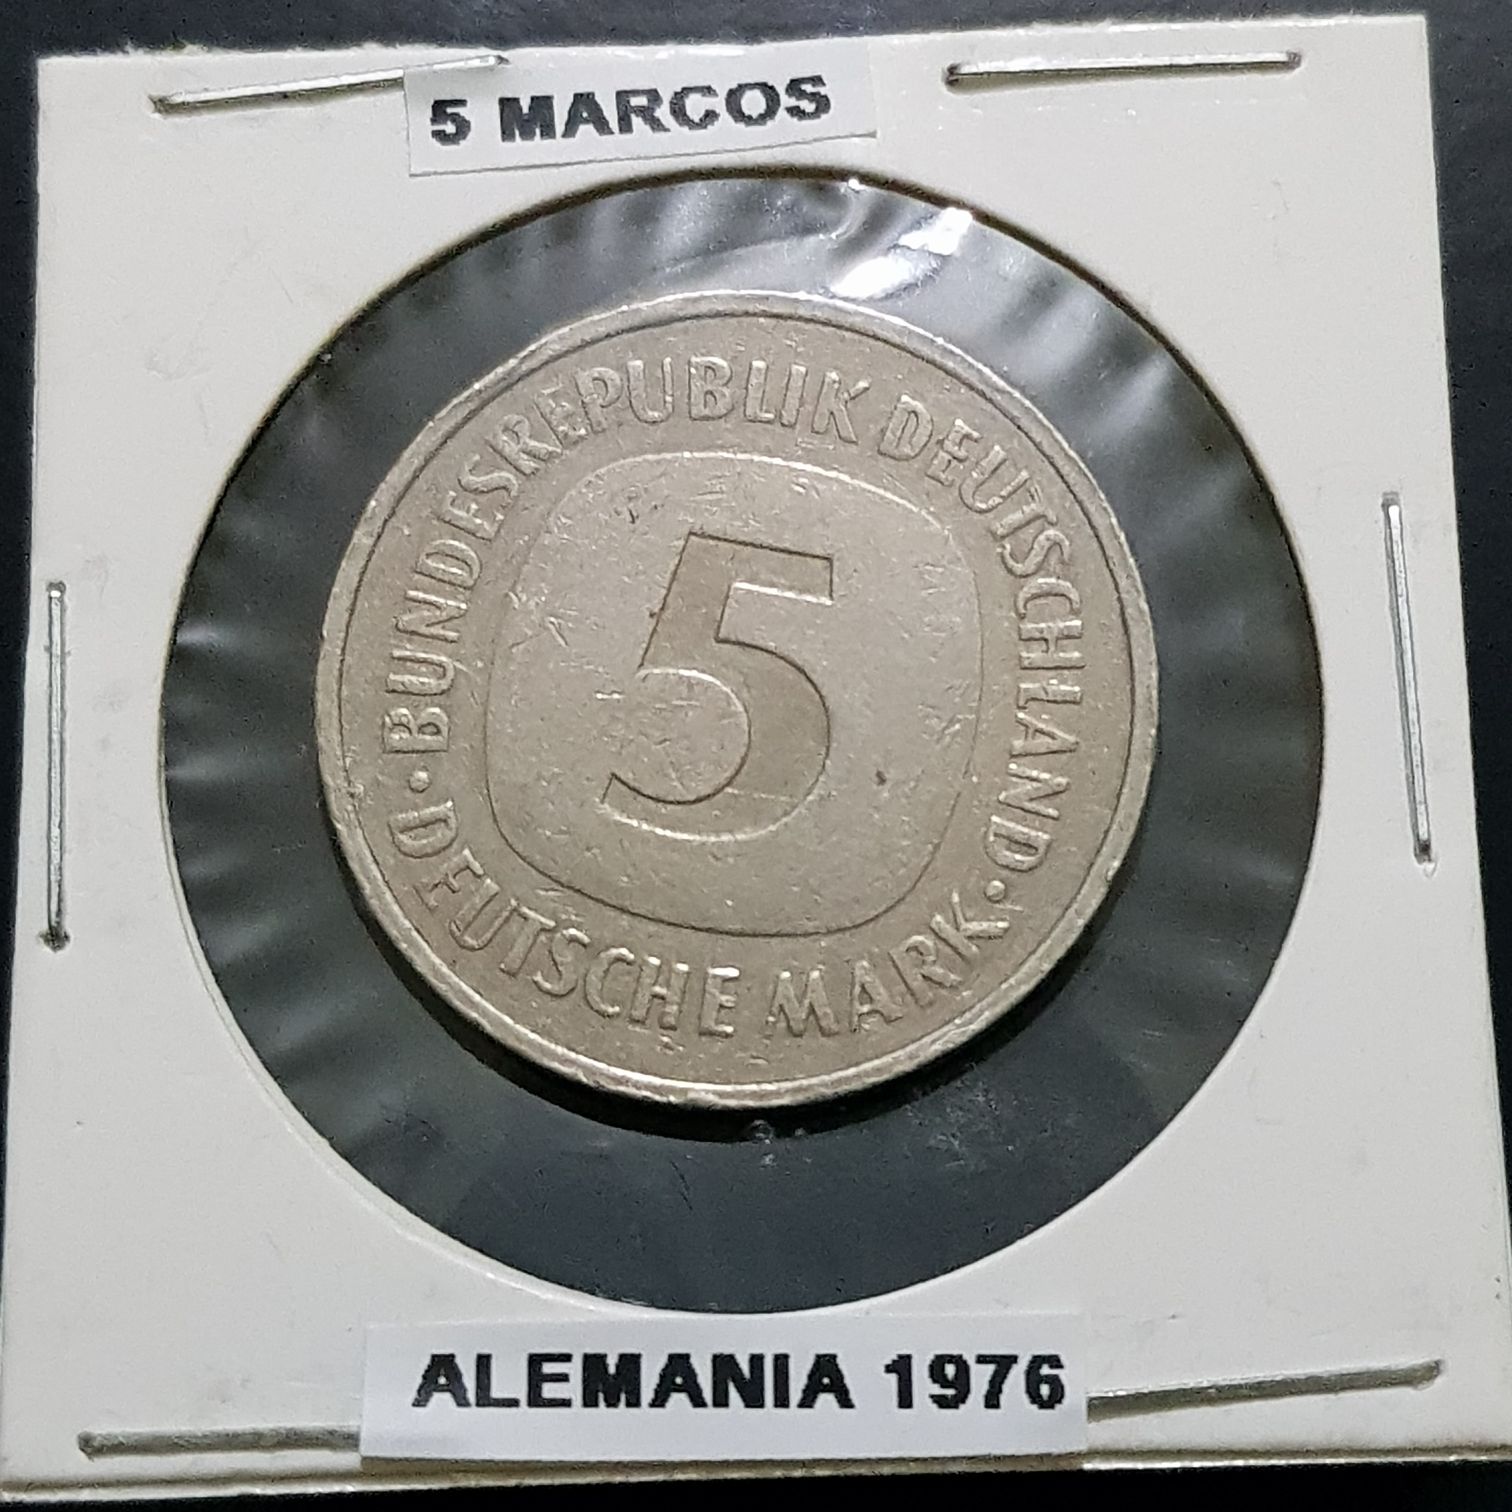 5 MARCOS
• BUNDESREPUBLIK DEUTSCHLAND •
DEUTSCHE MARK
5
ALEMANIA 1976